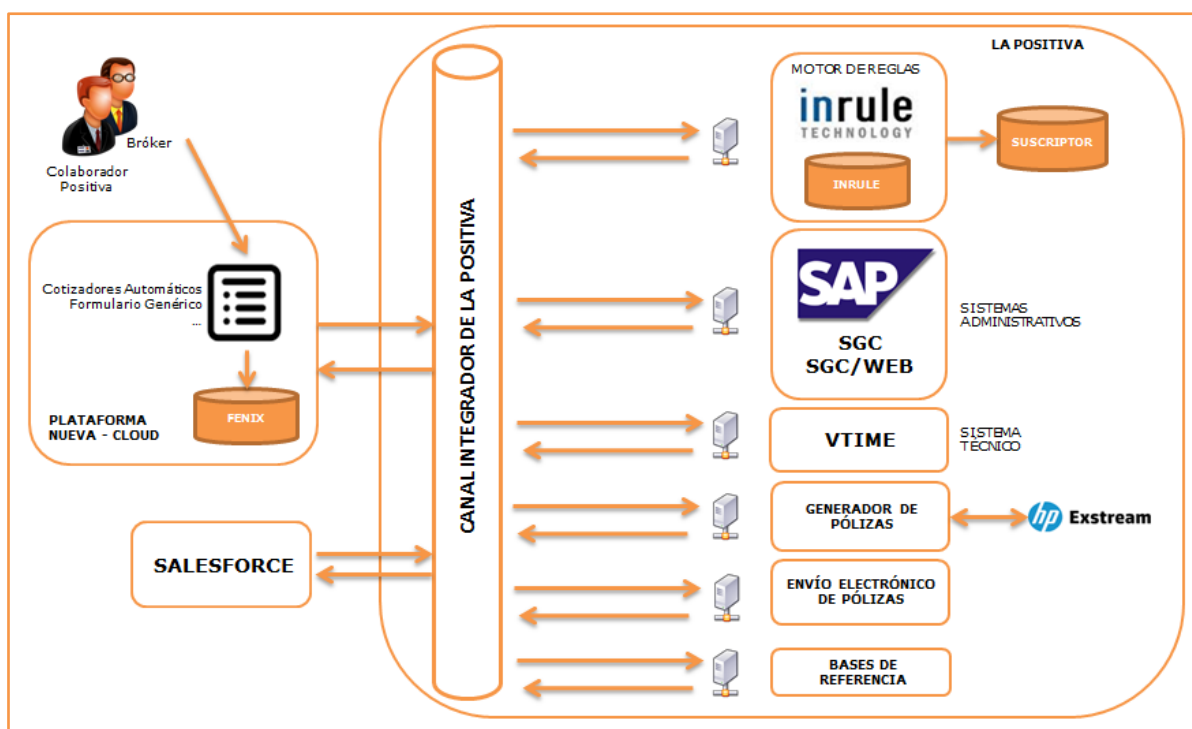 LA POSITIVA
Bróker
Colaborador
Positiva
Cotizadores Automáticos
Formulario Genérico
...
FENIX
PLATAFORMA
NUEVA - CLOUD
SALESFORCE
CANAL INTEGRADOR DE LA POSITIVA
MOTOR DE REGLAS
inrule
TECHNOLOGY
INRULE
SUSCRIPTOR
SAP
SGC
SGC/WEB
SISTEMAS
ADMINISTRATIVOS
VTIME
SISTEMA
TÉCNICO
GENERADOR DE
PÓLIZAS
hp Exstream
ENVÍO ELECTRÓNICO
DE PÓLIZAS
BASES DE
REFERENCIA